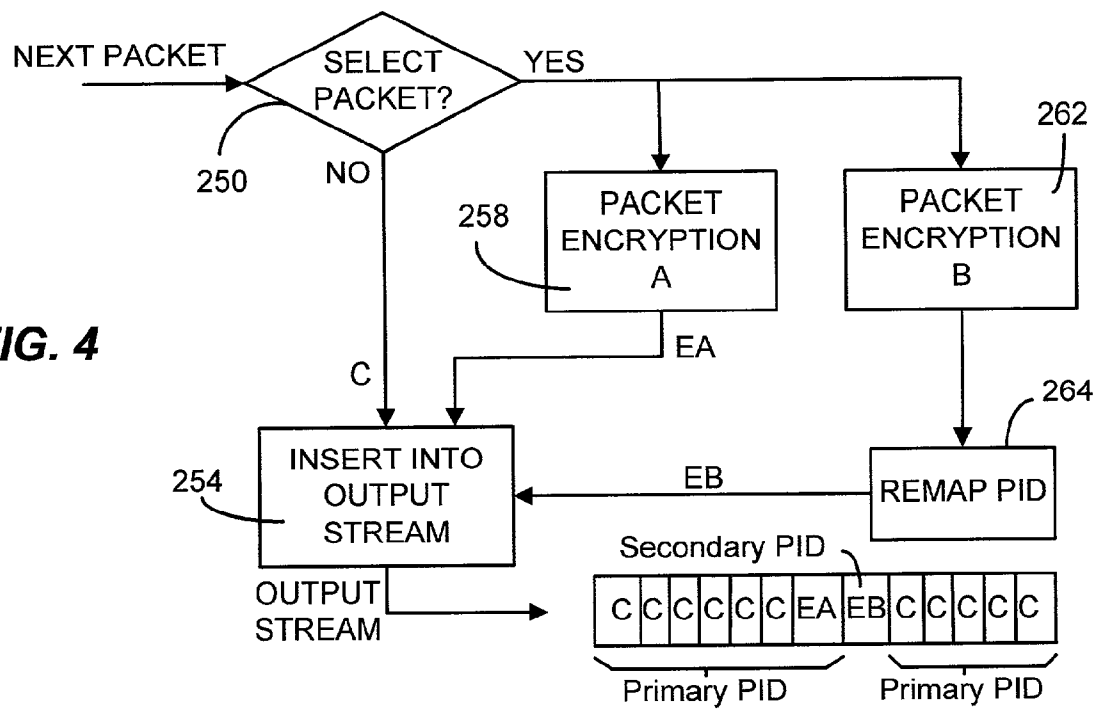 NEXT PACKET
SELECT
PACKET?
YES
250
NO
262
PACKET
ENCRYPTION
A
258
PACKET
ENCRYPTION
B
FIG. 4
EA
C
264
INSERT INTO
OUTPUT
STREAM
254
EB
REMAP PID
Secondary PID
OUTPUT
STREAM
C C C C C C EA EB C C C C C
Primary PID
Primary PID